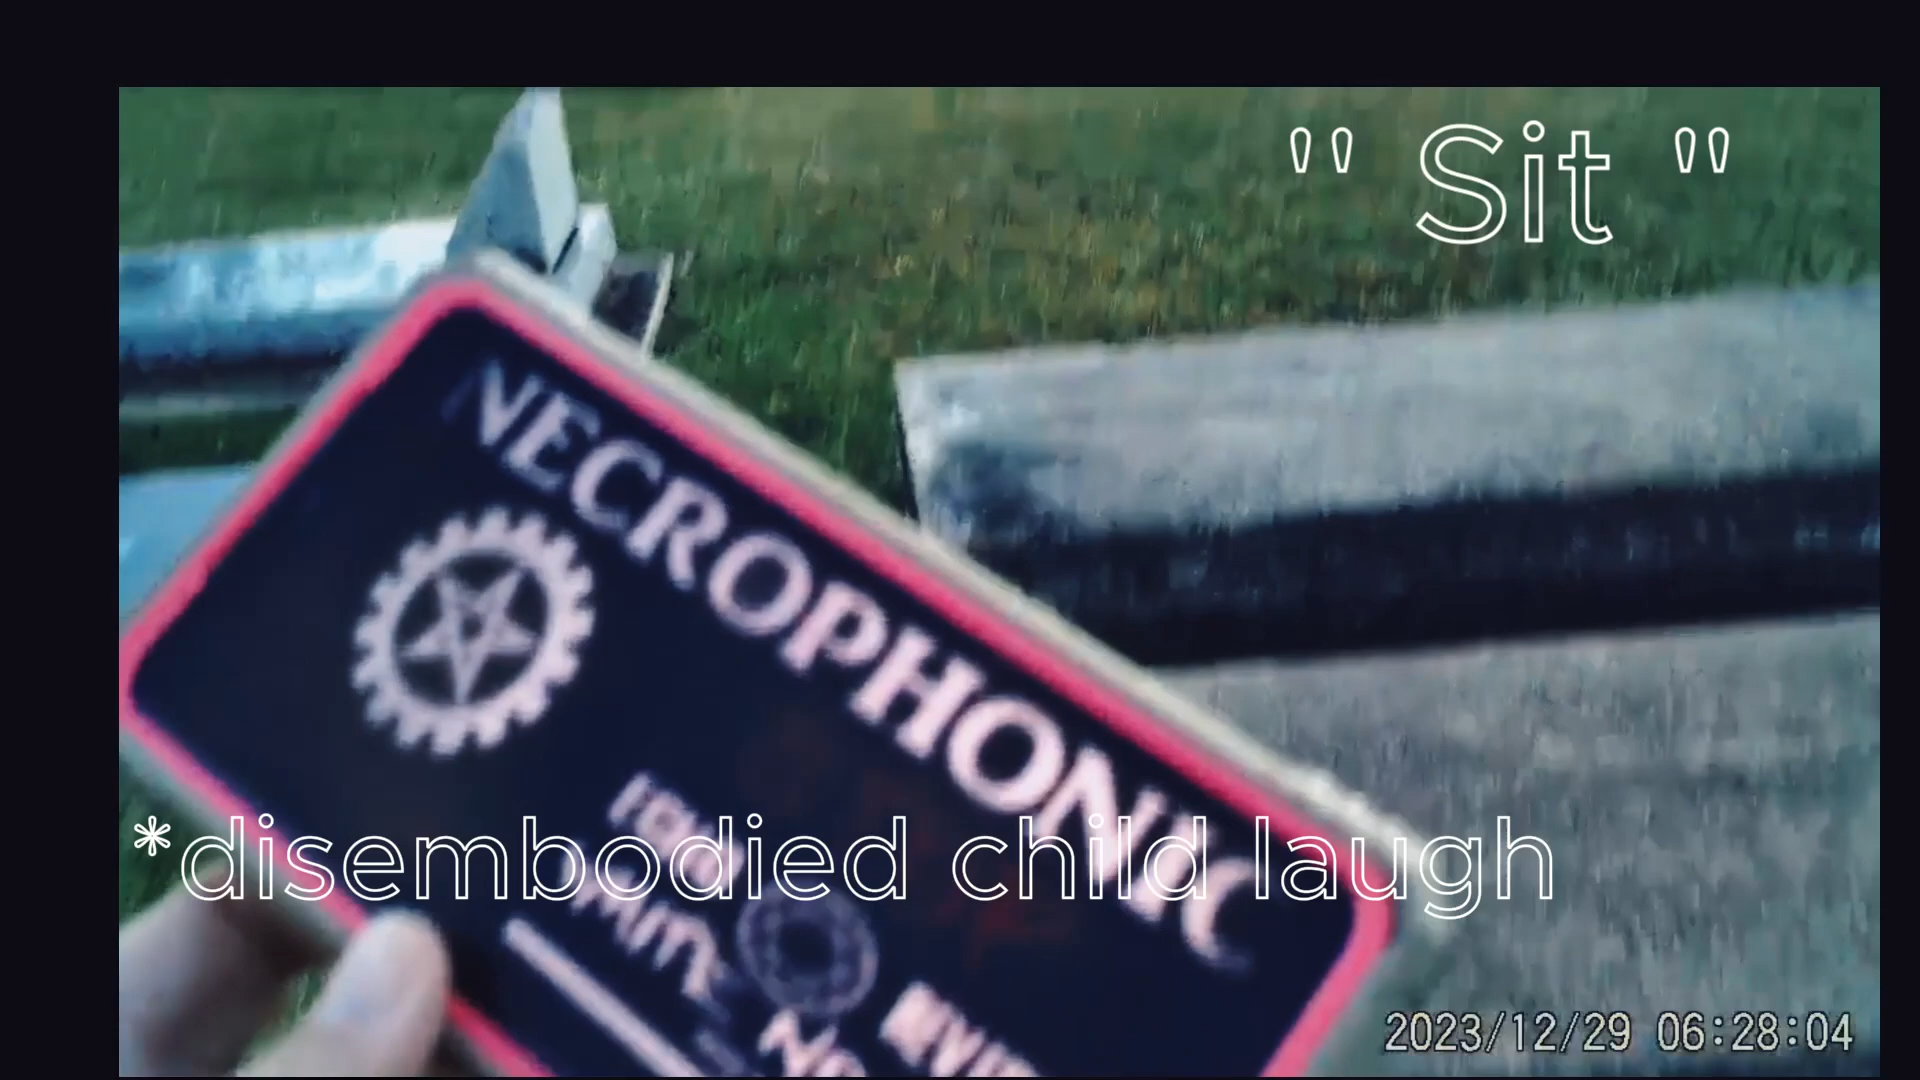 " Sit "
NECROPHONIC
*disembodied child laugh
2023/12/29 06:28:04